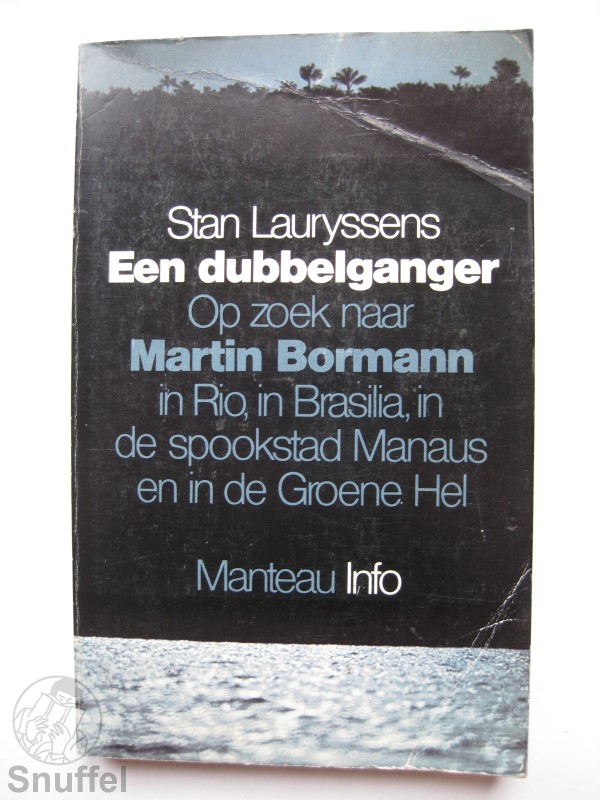 Stan Lauryssens
Een dubbelganger
Op zoek naar
Martin Bormann
in Rio, in Brasilia, in
de spookstad Manaus
en in de Groene Hel
Manteau Info
Snuffel